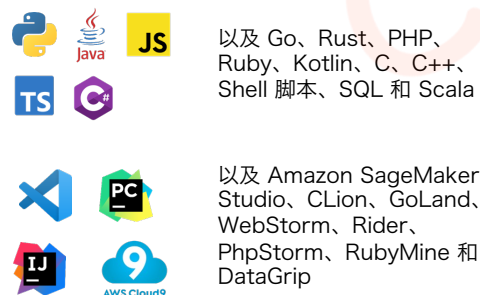 Java
JS
以及 Go、Rust、PHP、
Ruby、Kotlin、C、C++、
Shell 脚本、SQL 和 Scala
TS
C#
以及 Amazon SageMaker
Studio、CLion、GoLand、
WebStorm、Rider、
PhpStorm、RubyMine 和
DataGrip
PC
IJ
9
AWS Cloud9